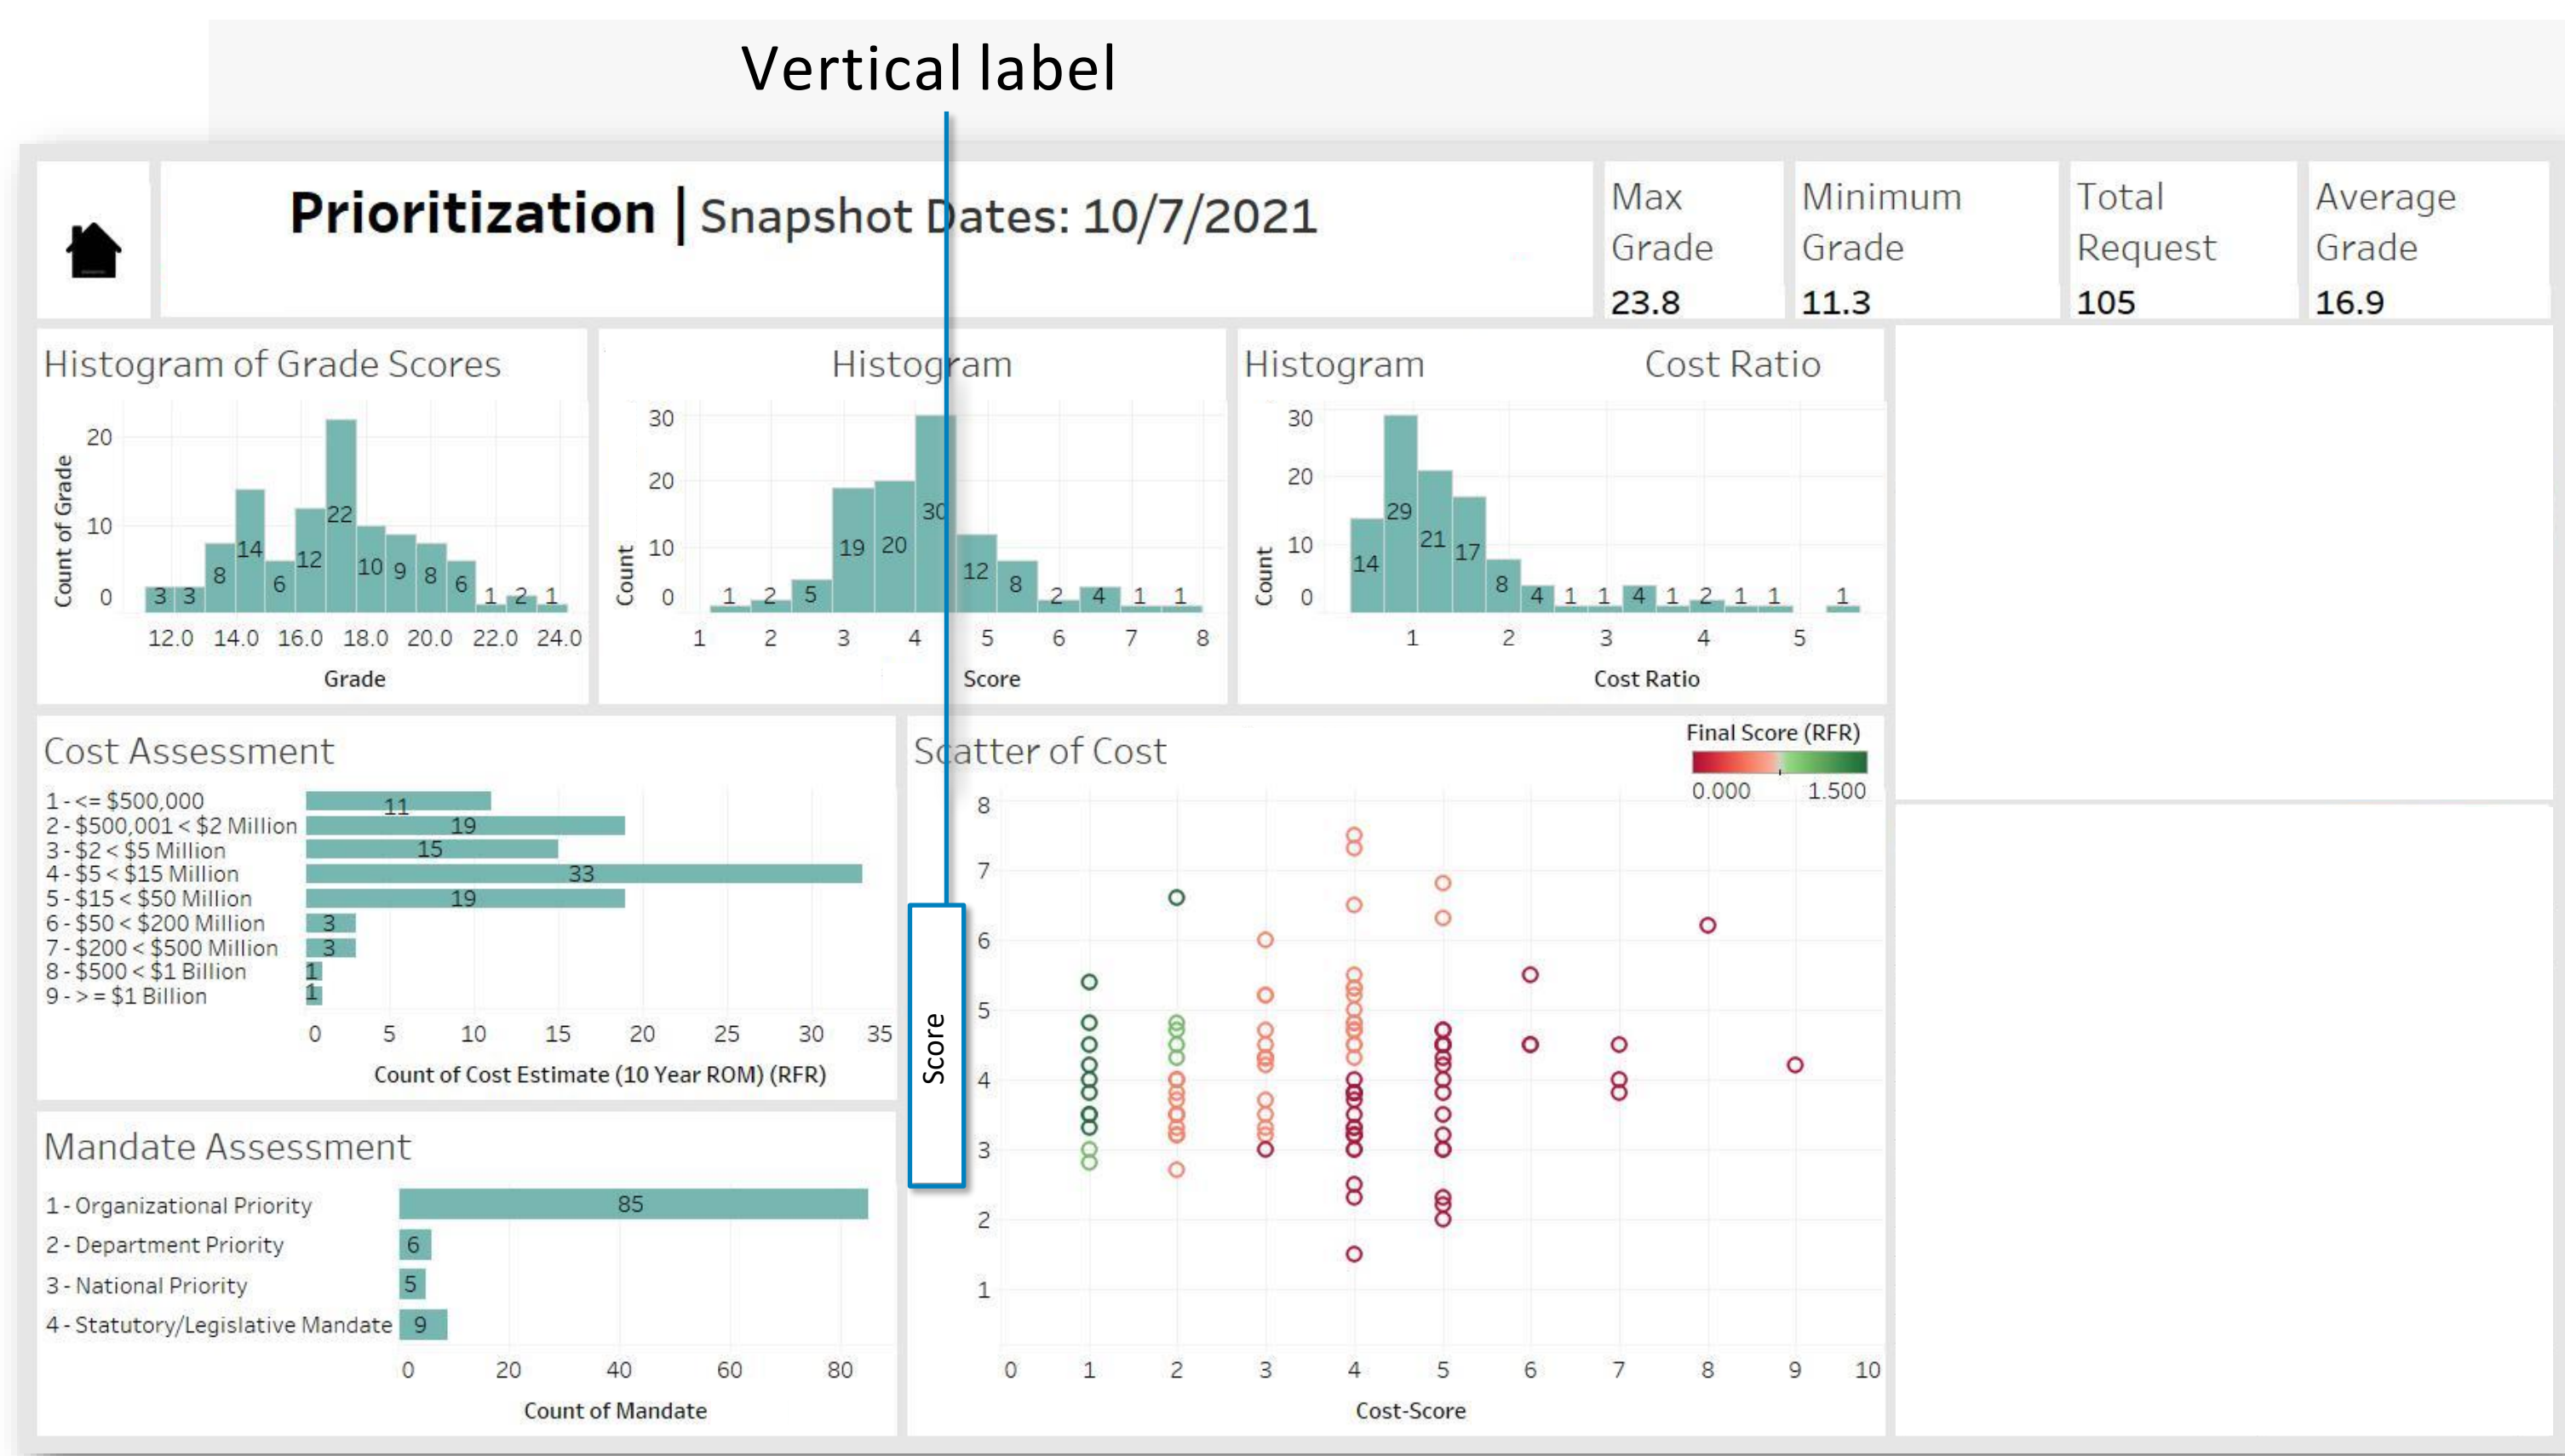 Vertical label
Prioritization | Snapshot Dates: 10/7/2021
Max
Grade
23.8
Minimum
Grade
11.3
Total
Request
105
Average
Grade
16.9
Histogram of Grade Scores
Count of Grade
20
10
0
3 3 8 14 6 12 22 10 9 8 6 1 2 1
12.0 14.0 16.0 18.0 20.0 22.0 24.0
Grade
Histogram
Count
30
20
10
0
1 2 5 19 20 30 12 8 2 4 1 1
1 2 3 4 5 6 7 8
Score
Histogram Cost Ratio
Count
30
20
10
0
14 29 21 17 8 4 1 1 4 1 2 1 1 1
1 2 3 4 5
Cost Ratio
Cost Assessment
1 - <= $500,000 11
2 - $500,001 < $2 Million 19
3 - $2 < $5 Million 15
4 - $5 < $15 Million 33
5 - $15 < $50 Million 19
6 - $50 < $200 Million 3
7 - $200 < $500 Million 3
8 - $500 < $1 Billion 1
9 - > = $1 Billion 1
0 5 10 15 20 25 30 35
Count of Cost Estimate (10 Year ROM) (RFR)
Mandate Assessment
1 - Organizational Priority 85
2 - Department Priority 6
3 - National Priority 5
4 - Statutory/Legislative Mandate 9
0 20 40 60 80
Count of Mandate
Scatter of Cost
Final Score (RFR)
0.000 1.500
Score
8
7
6
5
4
3
2
1
0 1 2 3 4 5 6 7 8 9 10
Cost-Score